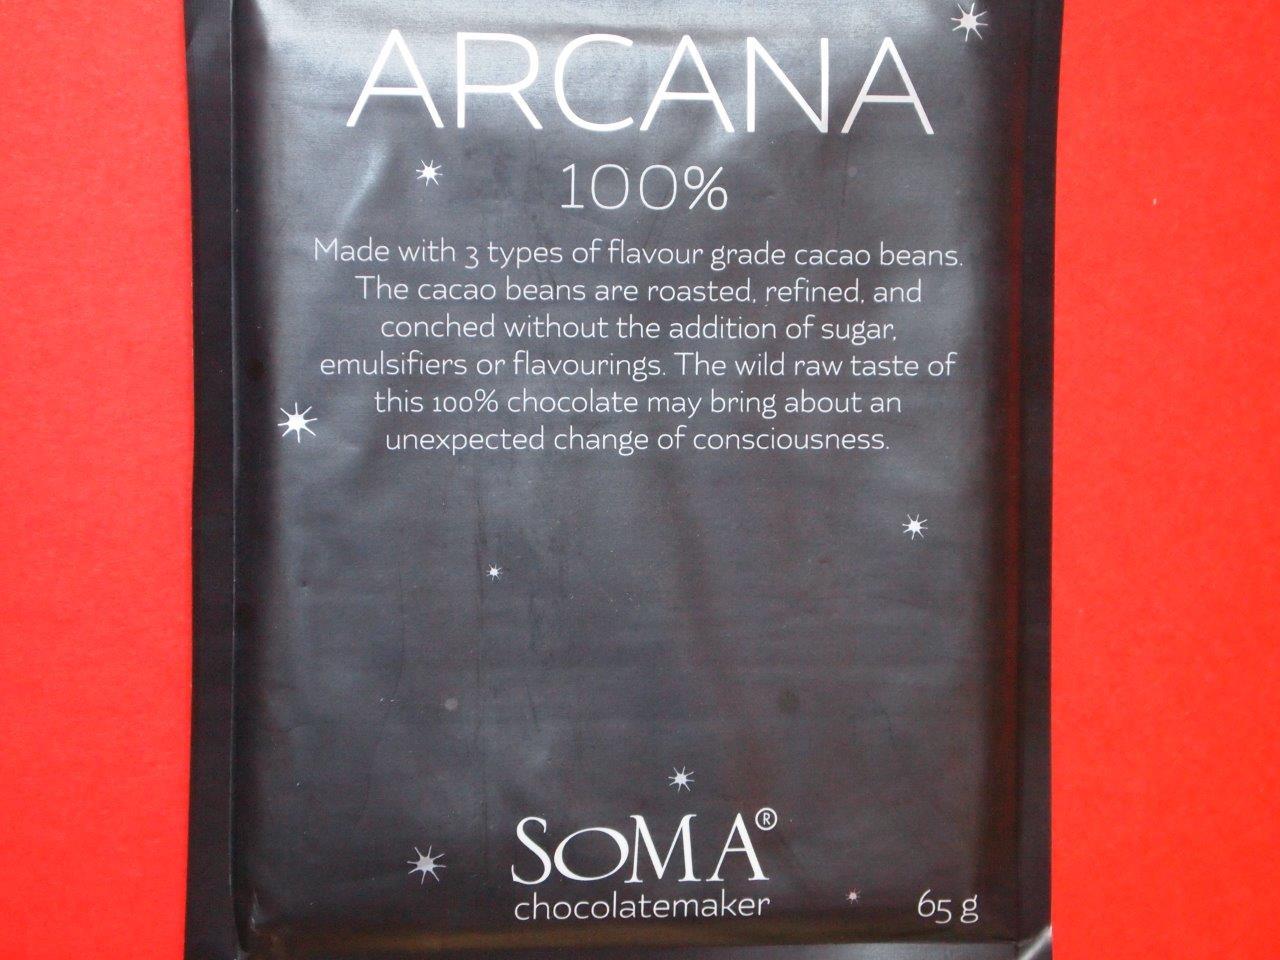 ARCANA
100%
Made with 3 types of flavour grade cacao beans.
The cacao beans are roasted, refined, and
conched without the addition of sugar,
emulsifiers or flavourings. The wild raw taste of
this 100% chocolate may bring about an
unexpected change of consciousness.
SOMA®
chocolatemaker
65 g